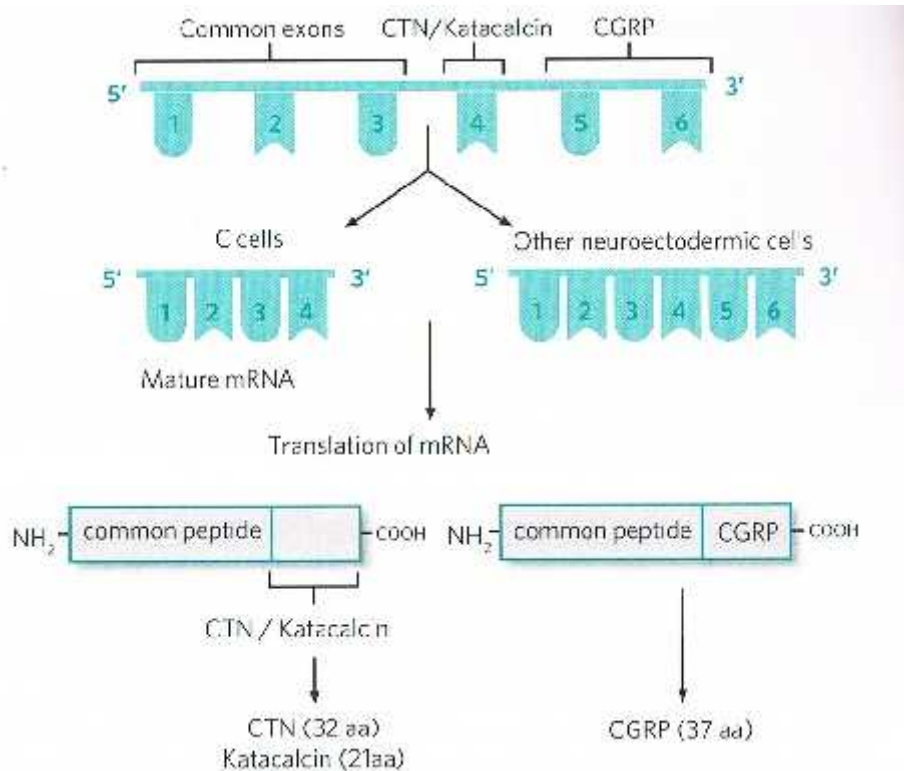 Common exons CTN/Katacalcin CGRP
5' 3'
1 2 3 4 5 6
C cells Other neuroectodermic cells
5' 3' 5' 3'
1 2 3 4 1 2 3 4 5 6
Mature mRNA
Translation of mRNA
NH2 common peptide COOH NH2 common peptide CGRP COOH
CTN / Katacalcin
CTN (32 aa) CGRP (37 aa)
Katacalcin (21aa)